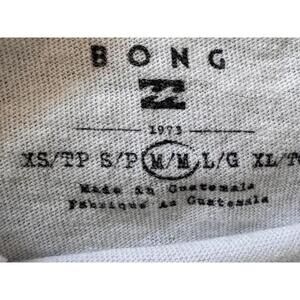 BONG
1973
XS/TP S/P M/M L/G XL/T
Made in Guatemala
Fabrique au Guatemala